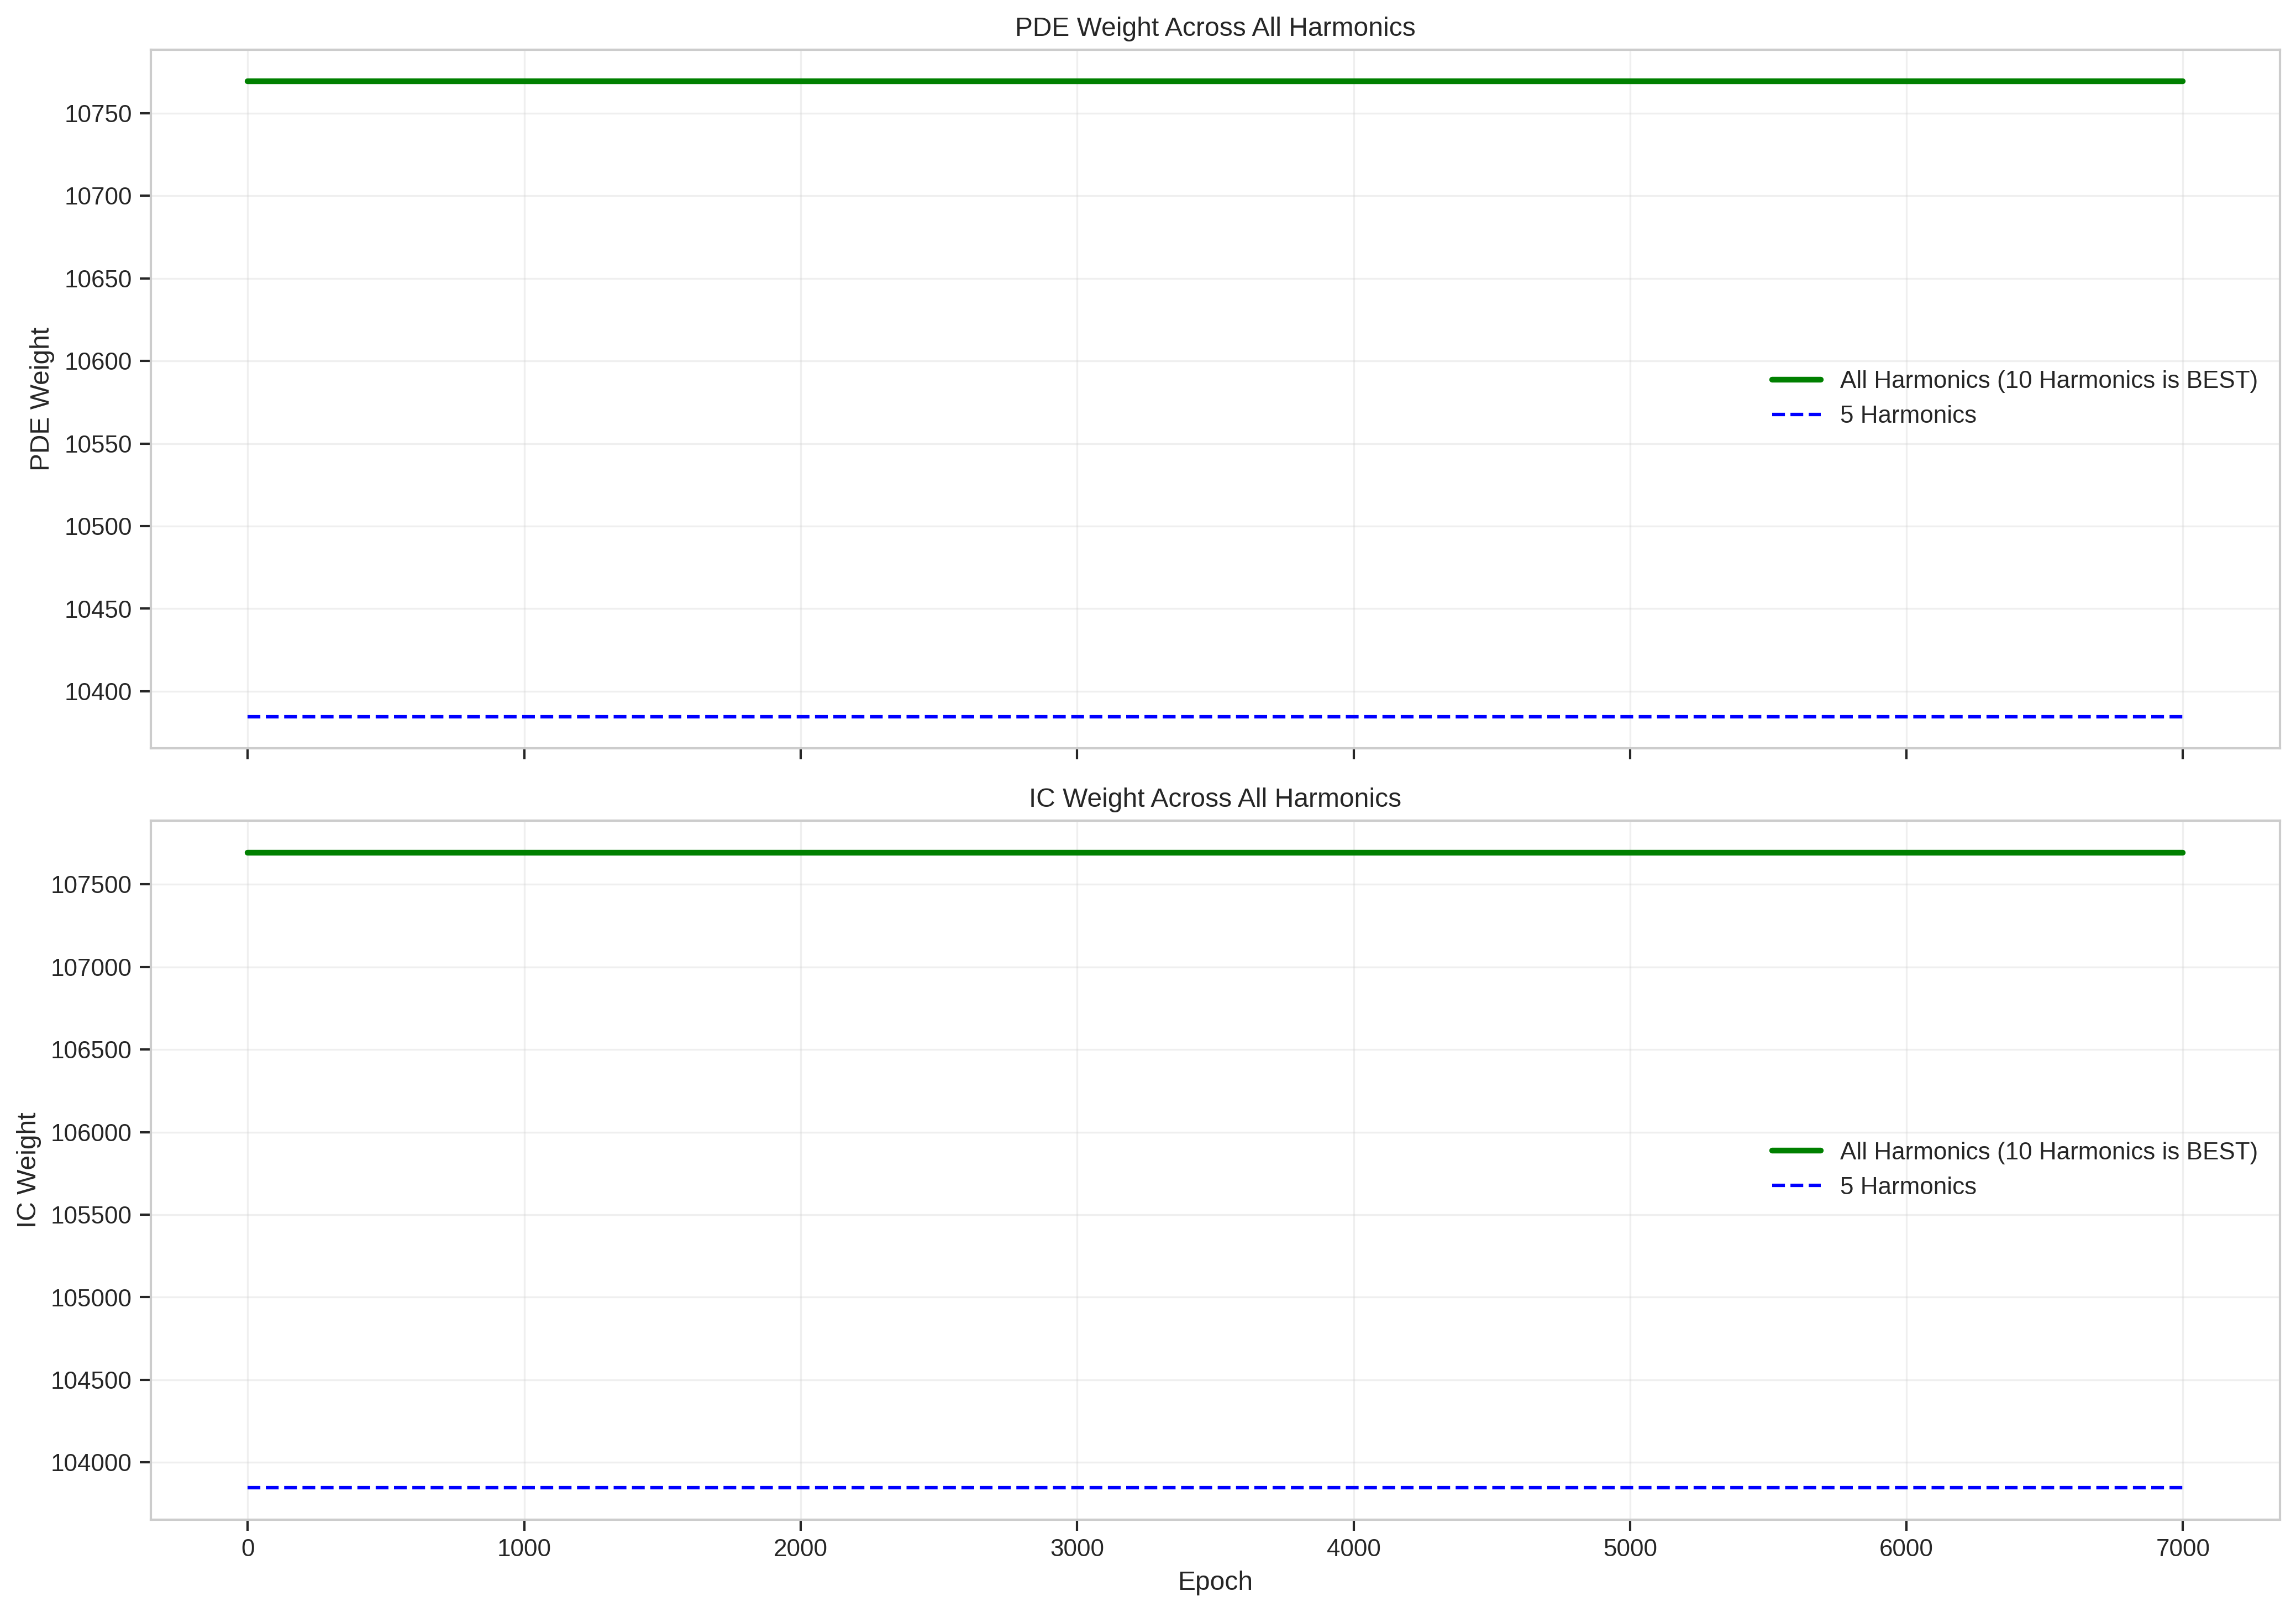 PDE Weight Across All Harmonics
PDE Weight
10750
10700
10650
10600
10550
10500
10450
10400
All Harmonics (10 Harmonics is BEST)
5 Harmonics
IC Weight Across All Harmonics
IC Weight
107500
107000
106500
106000
105500
105000
104500
104000
All Harmonics (10 Harmonics is BEST)
5 Harmonics
0 1000 2000 3000 4000 5000 6000 7000
Epoch